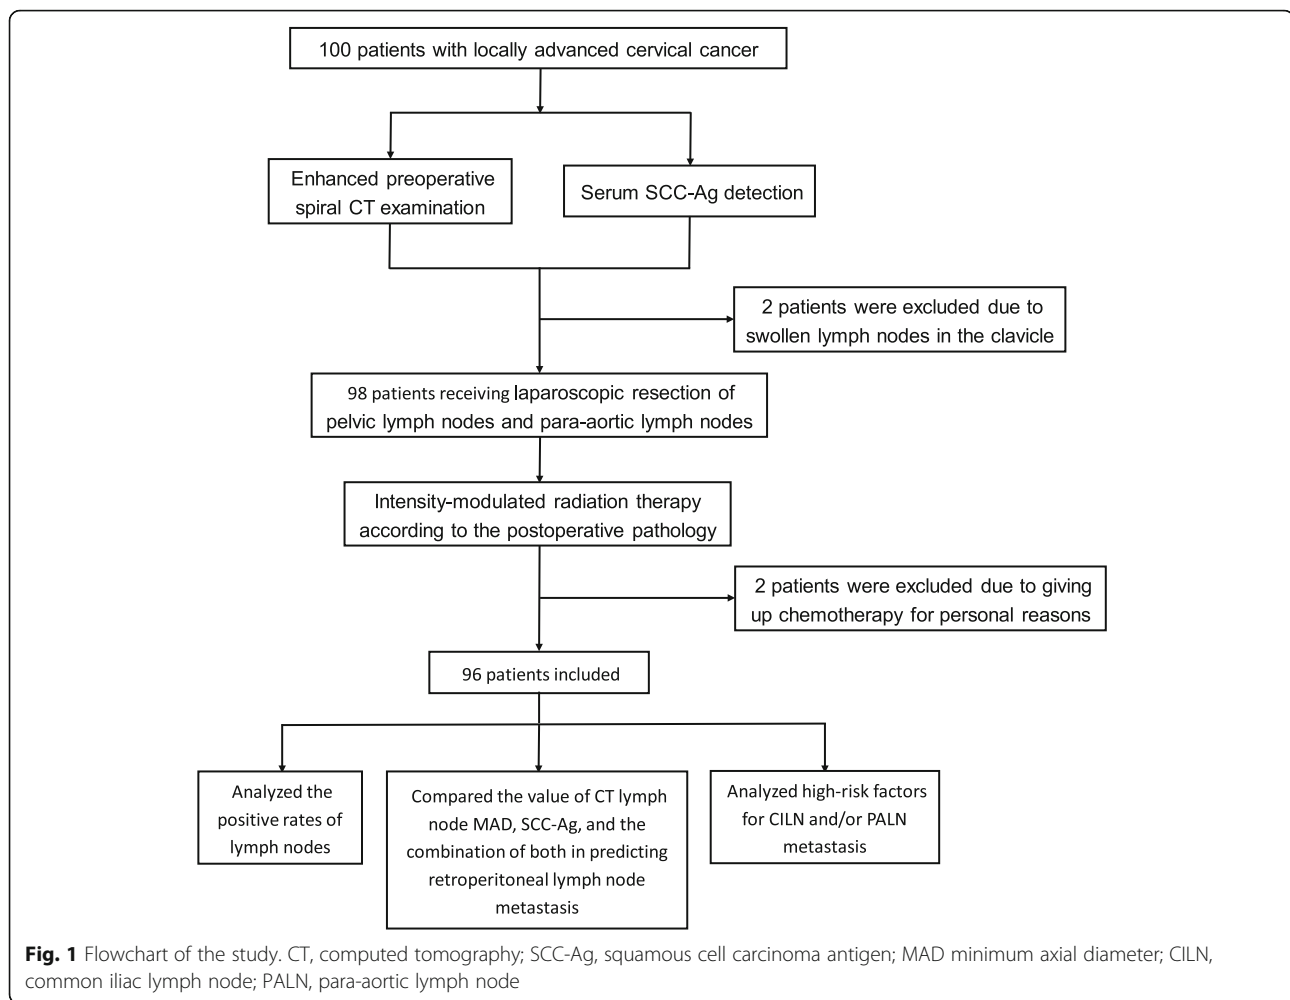 100 patients with locally advanced cervical cancer
Enhanced preoperative
spiral CT examination
Serum SCC-Ag detection
2 patients were excluded due to
swollen lymph nodes in the clavicle
98 patients receiving laparoscopic resection of
pelvic lymph nodes and para-aortic lymph nodes
Intensity-modulated radiation therapy
according to the postoperative pathology
2 patients were excluded due to giving
up chemotherapy for personal reasons
96 patients included
Analyzed the
positive rates of
lymph nodes
Compared the value of CT lymph
node MAD, SCC-Ag, and the
combination of both in predicting
retroperitoneal lymph node
metastasis
Analyzed high-risk factors
for CILN and/or PALN
metastasis
Fig. 1 Flowchart of the study. CT, computed tomography; SCC-Ag, squamous cell carcinoma antigen; MAD minimum axial diameter; CILN,
common iliac lymph node; PALN, para-aortic lymph node